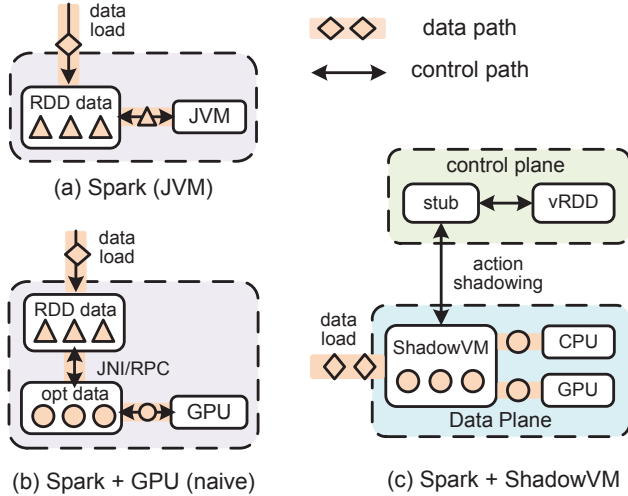 data
load
RDD data
JVM
(a) Spark (JVM)
data
load
RDD data
JNI/RPC
opt data
GPU
(b) Spark + GPU (naive)
data path
control path
control plane
stub
vRDD
action
shadowing
data
load
ShadowVM
CPU
GPU
Data Plane
(c) Spark + ShadowVM